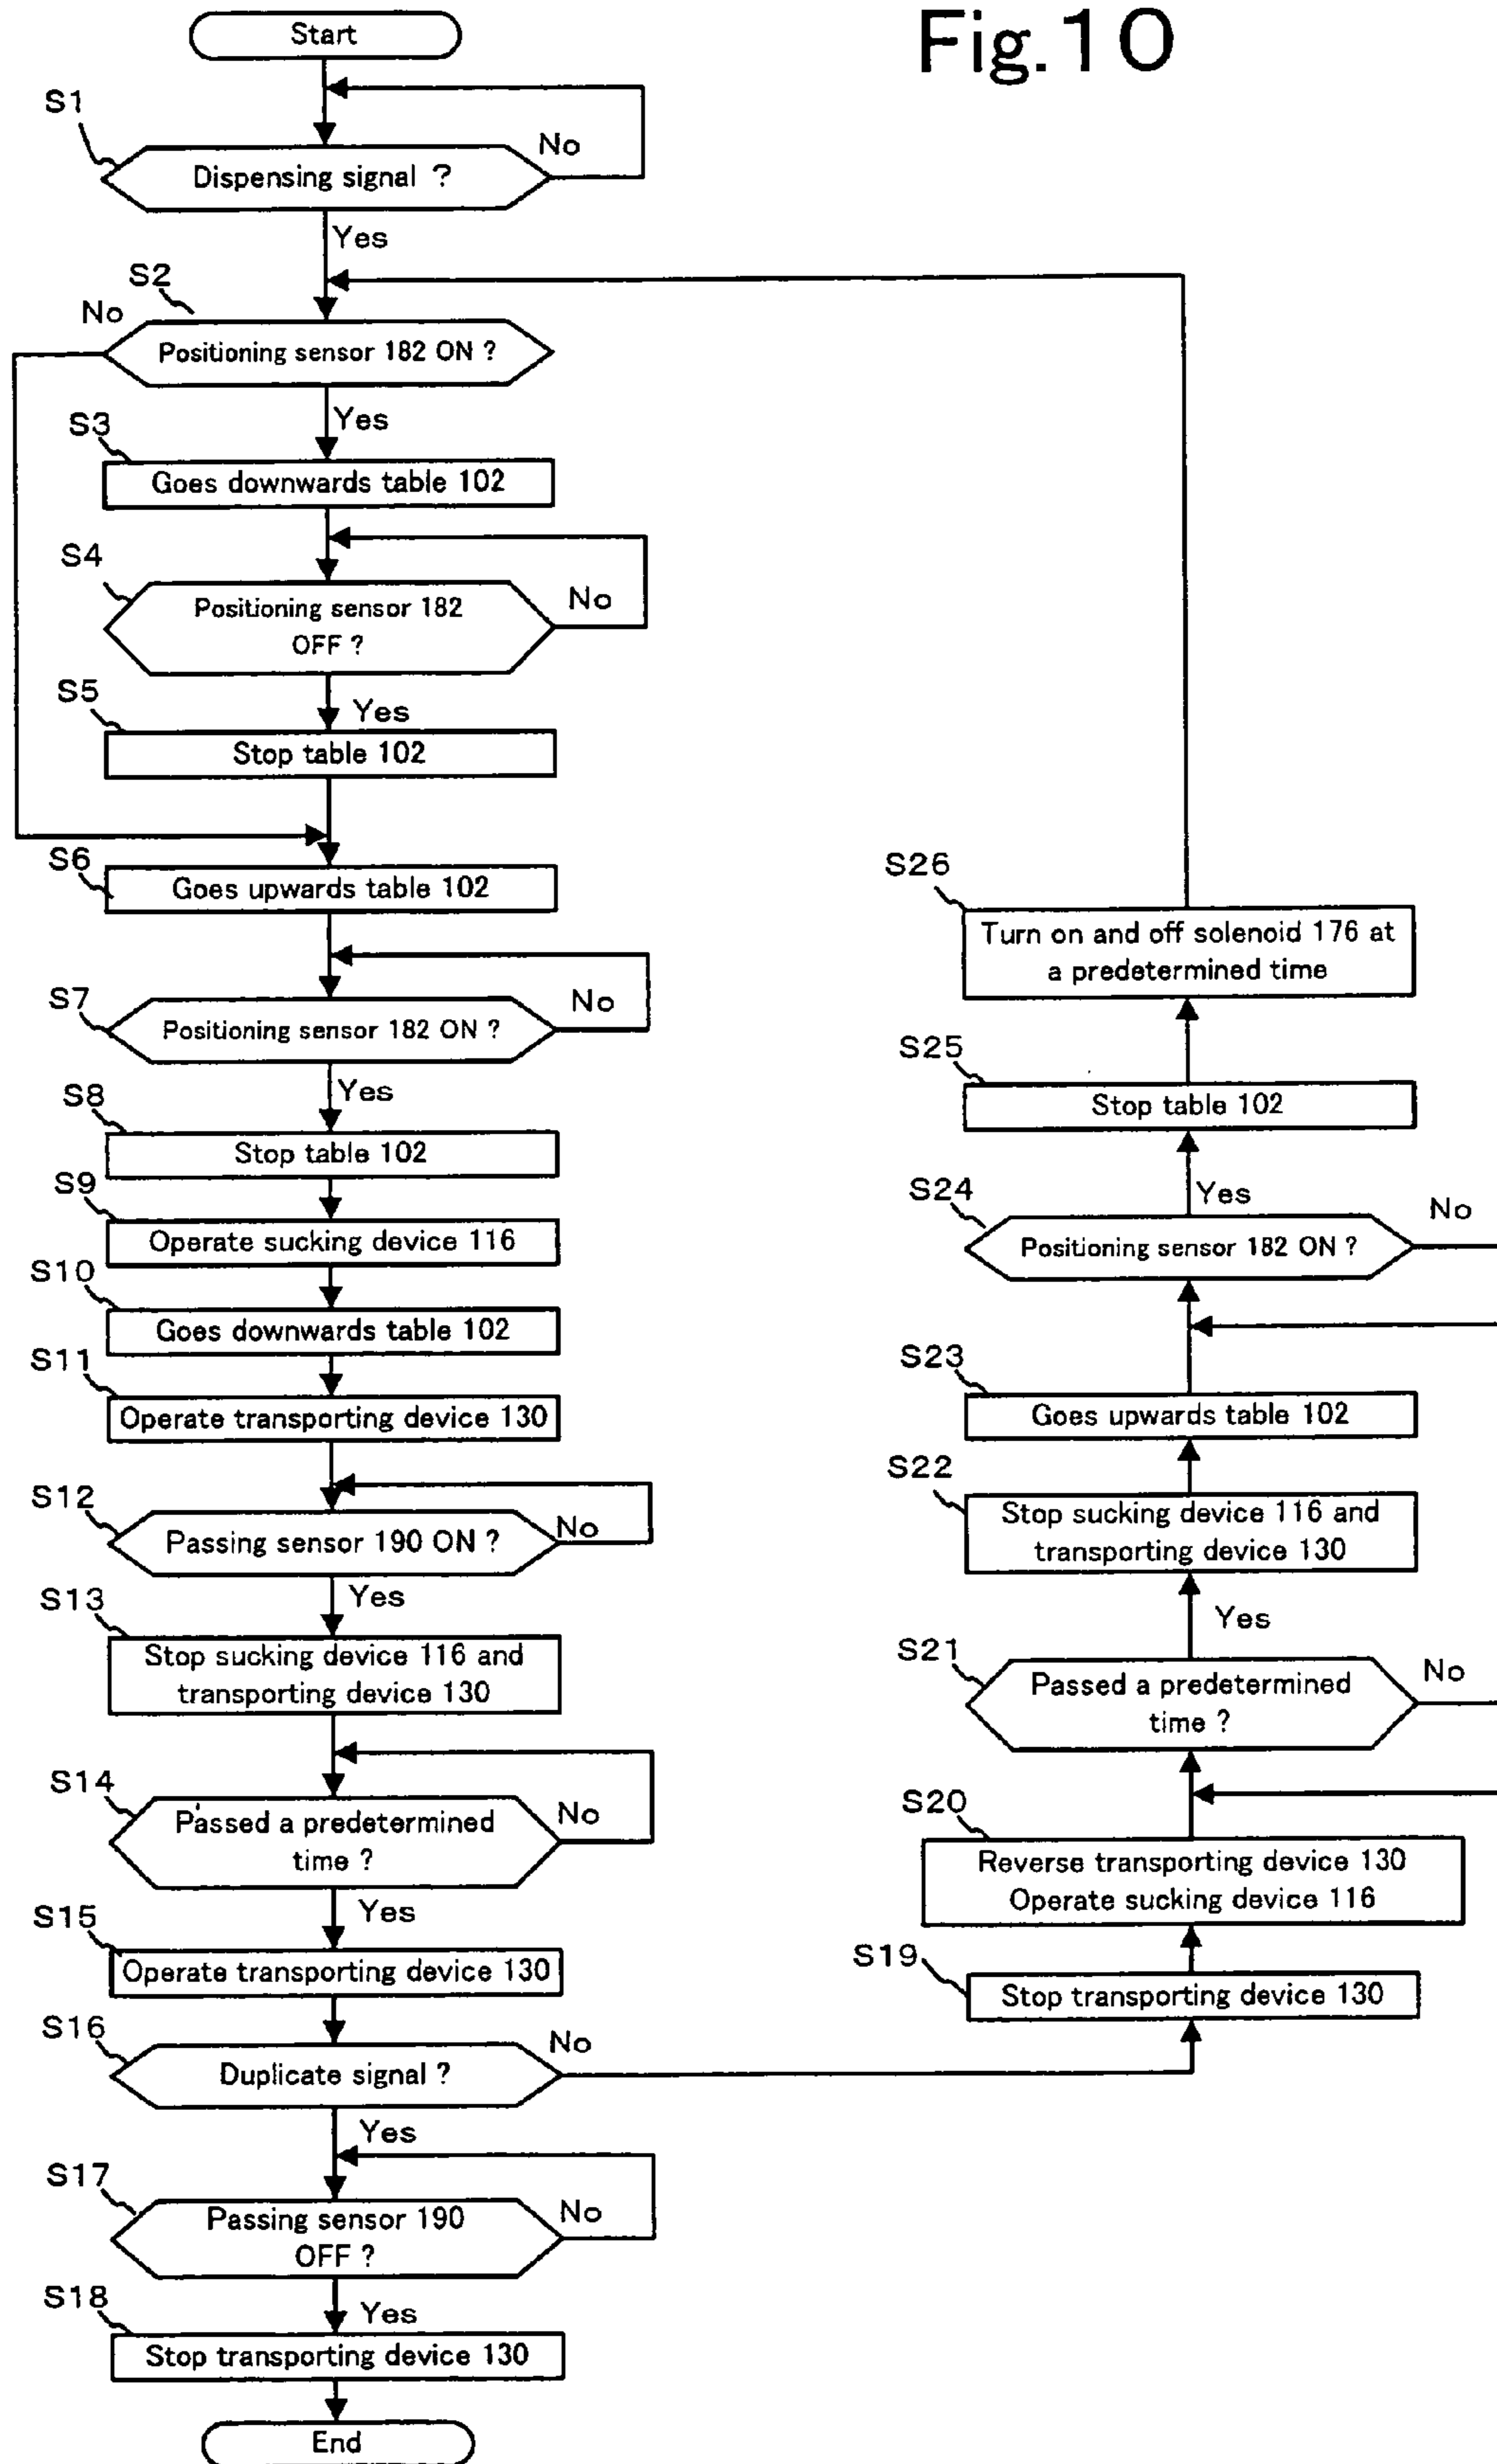 Fig.10
Start
S1
Dispensing signal ?
No
Yes
S2
No
Positioning sensor 182 ON ?
Yes
S3
Goes downwards table 102
S4
Positioning sensor 182
OFF ?
No
S5
Yes
Stop table 102
S6
Goes upwards table 102
S7
Positioning sensor 182 ON ?
No
Yes
S8
Stop table 102
S9
Operate sucking device 116
S10
Goes downwards table 102
S11
Operate transporting device 130
S12
Passing sensor 190 ON ?
No
Yes
S13
Stop sucking device 116 and
transporting device 130
S14
Passed a predetermined
time ?
No
Yes
S15
Operate transporting device 130
S16
Duplicate signal ?
No
Yes
S17
Passing sensor 190
OFF ?
No
Yes
S18
Stop transporting device 130
End
S26
Turn on and off solenoid 176 at
a predetermined time
S25
Stop table 102
S24
Yes
No
Positioning sensor 182 ON ?
S23
Goes upwards table 102
S22
Stop sucking device 116 and
transporting device 130
Yes
S21
No
Passed a predetermined
time ?
S20
Reverse transporting device 130
Operate sucking device 116
S19
Stop transporting device 130